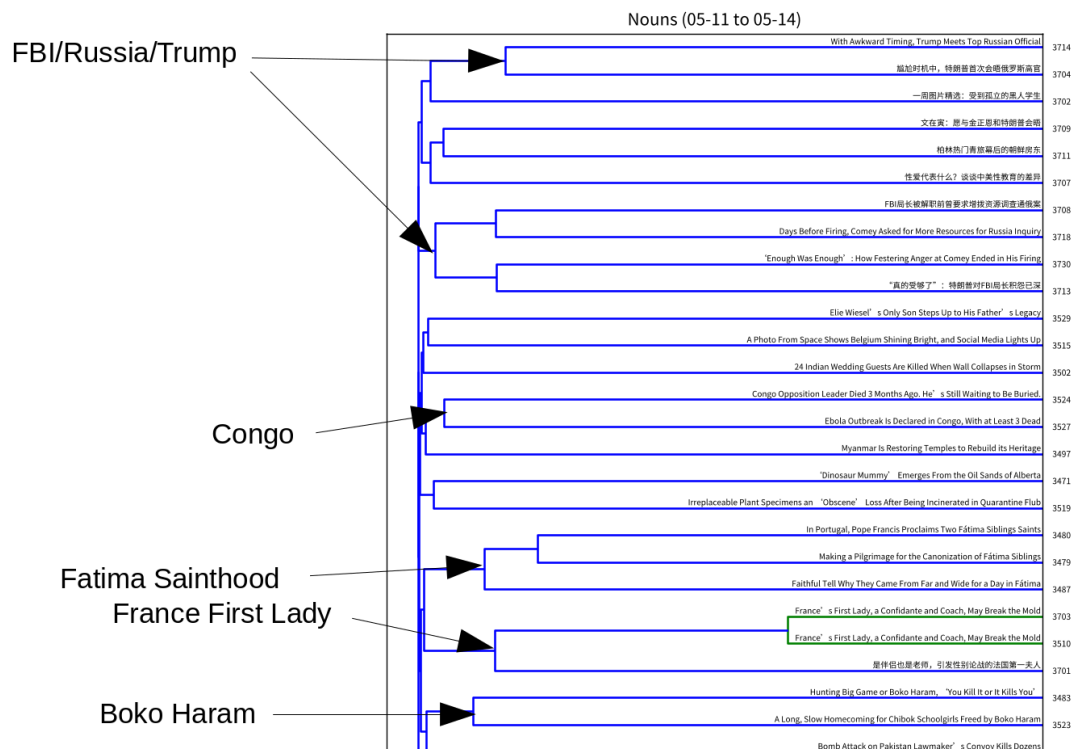 Nouns (05-11 to 05-14)
FBI/Russia/Trump
With Awkward Timing, Trump Meets Top Russian Official 3714
尴尬时机中，特朗普首次会晤俄罗斯高官 3704
一周图片精选：受到孤立的黑人学生 3702
文在寅：愿与金正恩和特朗普会晤 3709
柏林热门青旅幕后的朝鲜房东 3711
性爱代表什么？谈谈中美性教育的差异 3707
FBI局长被解职前曾要求增拨资源调查通俄案 3708
Days Before Firing, Comey Asked for More Resources for Russia Inquiry 3718
‘Enough Was Enough’: How Festering Anger at Comey Ended in His Firing 3730
“真的受够了”：特朗普对FBI局长积怨已深 3713
Elie Wiesel’s Only Son Steps Up to His Father’s Legacy 3529
A Photo From Space Shows Belgium Shining Bright, and Social Media Lights Up 3515
24 Indian Wedding Guests Are Killed When Wall Collapses in Storm 3502
Congo
Congo Opposition Leader Died 3 Months Ago. He’s Still Waiting to Be Buried. 3524
Ebola Outbreak Is Declared in Congo, With at Least 3 Dead 3527
Myanmar Is Restoring Temples to Rebuild its Heritage 3497
‘Dinosaur Mummy’ Emerges From the Oil Sands of Alberta 3471
Irreplaceable Plant Specimens an ‘Obscene’ Loss After Being Incinerated in Quarantine Flub 3519
In Portugal, Pope Francis Proclaims Two Fátima Siblings Saints 3480
Making a Pilgrimage for the Canonization of Fátima Siblings 3479
Fatima Sainthood
Faithful Tell Why They Came From Far and Wide for a Day in Fátima 3487
France First Lady
France’s First Lady, a Confidante and Coach, May Break the Mold 3703
France’s First Lady, a Confidante and Coach, May Break the Mold 3510
是伴侣也是老师，引发性别论战的法国第一夫人 3701
Hunting Big Game or Boko Haram, ‘You Kill It or It Kills You’ 3483
Boko Haram
A Long, Slow Homecoming for Chibok Schoolgirls Freed by Boko Haram 3523
Bomb Attack on Pakistan Lawmaker’s Convoy Kills Dozens